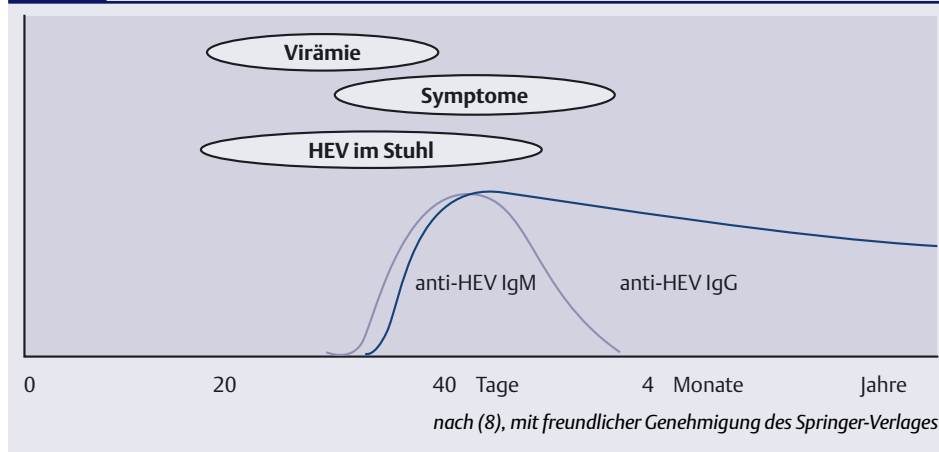 Virämie
Symptome
HEV im Stuhl
anti-HEV IgM anti-HEV IgG
0 20 40 Tage 4 Monate Jahre
nach (8), mit freundlicher Genehmigung des Springer-Verlages